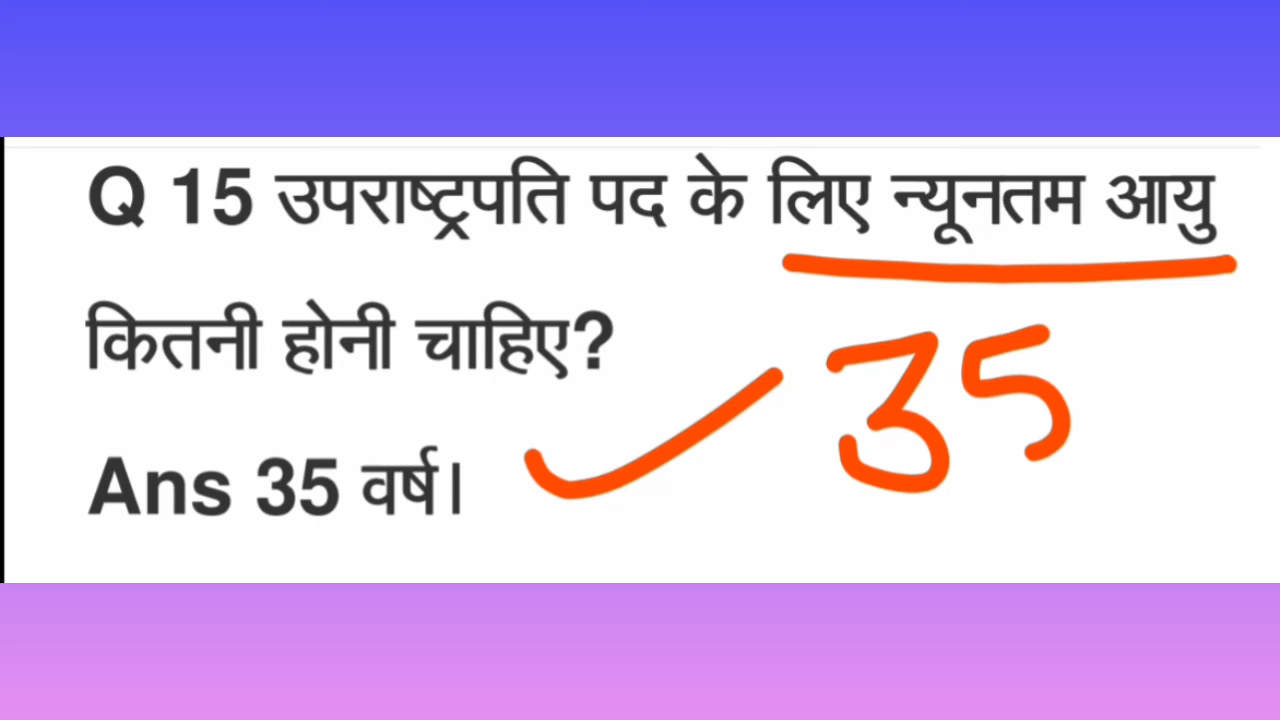 Q 15 उपराष्ट्रपति पद के लिए न्यूनतम आयु
कितनी होनी चाहिए?
35
Ans 35 वर्ष।